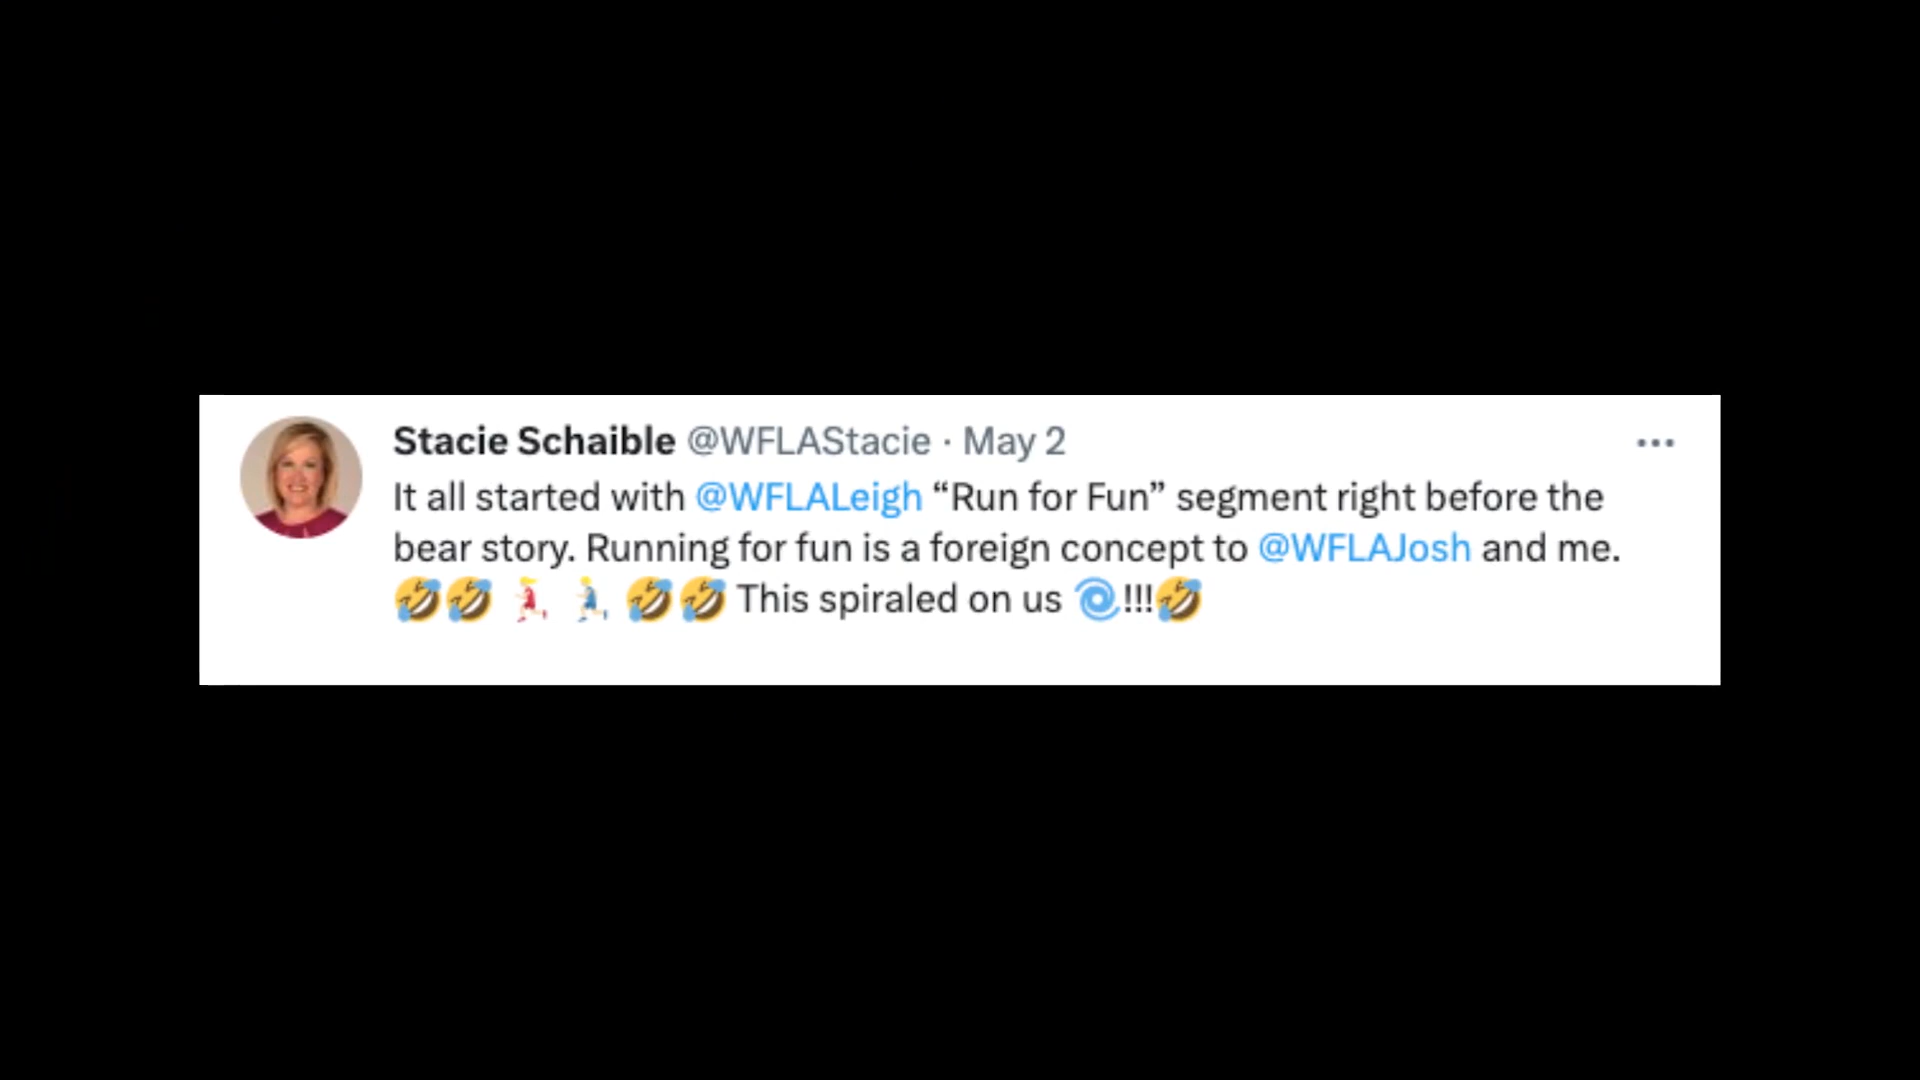 Stacie Schaible @WFLAStacie · May 2 ...
It all started with @WFLALeigh “Run for Fun” segment right before the
bear story. Running for fun is a foreign concept to @WFLAJosh and me.
🤣🤣 🏃‍♀️ 🏃‍♂️ 🤣🤣 This spiraled on us 🌀!!!🤣